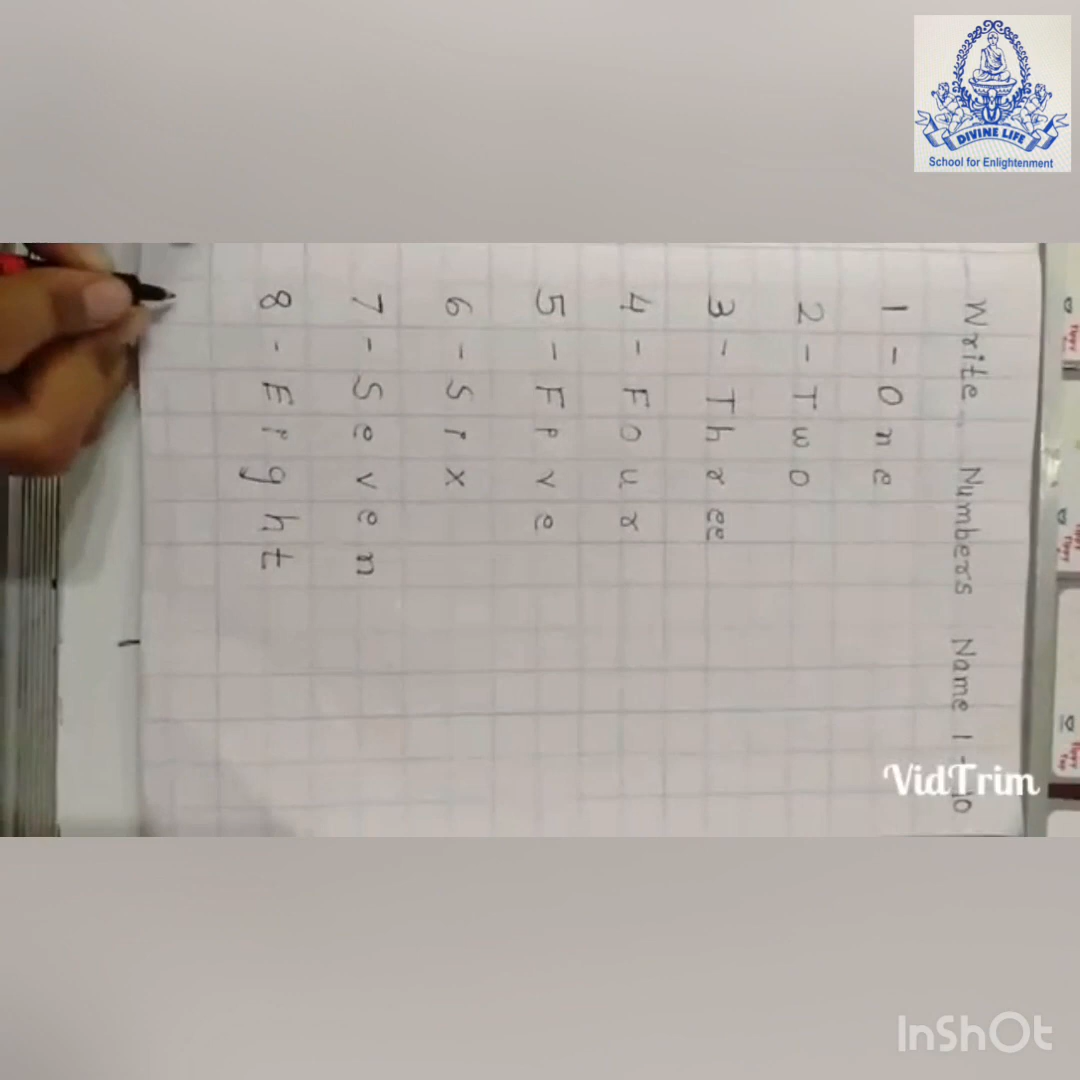 DIVINE LIFE
School for Enlightenment
Write Numbers Name 1-10
1 - One
2 - Two
3 - Three
4 - Four
5 - Five
6 - Six
7 - Seven
8 - Eight
VidTrim
InShOt